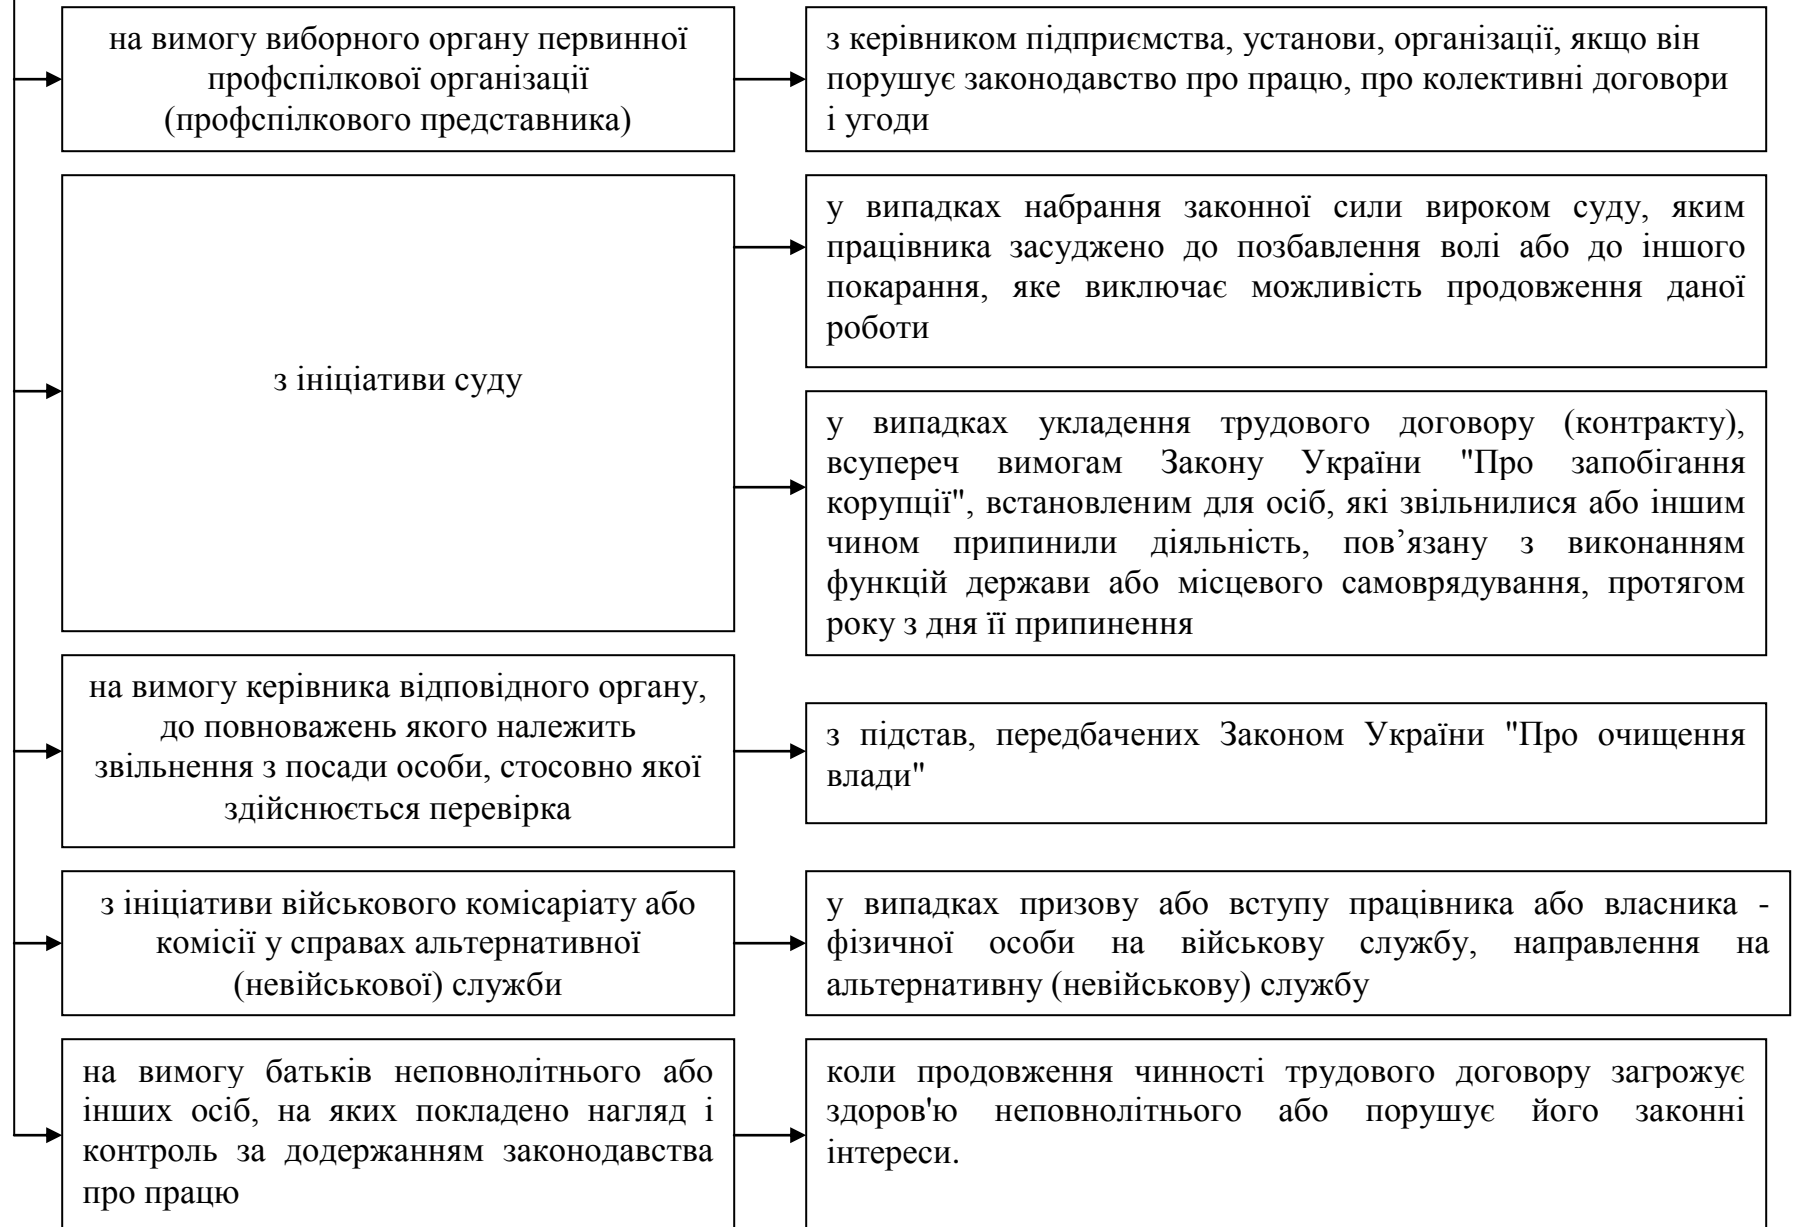 на вимогу виборного органу первинної
профспілкової організації
(профспілкового представника)
з керівником підприємства, установи, організації, якщо він
порушує законодавство про працю, про колективні договори
і угоди
з ініціативи суду
у випадках набрання законної сили вироком суду, яким
працівника засуджено до позбавлення волі або до іншого
покарання, яке виключає можливість продовження даної
роботи
у випадках укладення трудового договору (контракту),
всупереч вимогам Закону України "Про запобігання
корупції", встановленим для осіб, які звільнилися або іншим
чином припинили діяльність, пов’язану з виконанням
функцій держави або місцевого самоврядування, протягом
року з дня її припинення
на вимогу керівника відповідного органу,
до повноважень якого належить
звільнення з посади особи, стосовно якої
здійснюється перевірка
з підстав, передбачених Законом України "Про очищення
влади"
з ініціативи військового комісаріату або
комісії у справах альтернативної
(невійськової) служби
у випадках призову або вступу працівника або власника -
фізичної особи на військову службу, направлення на
альтернативну (невійськову) службу
на вимогу батьків неповнолітнього або
інших осіб, на яких покладено нагляд і
контроль за додержанням законодавства
про працю
коли продовження чинності трудового договору загрожує
здоров'ю неповнолітнього або порушує його законні
інтереси.